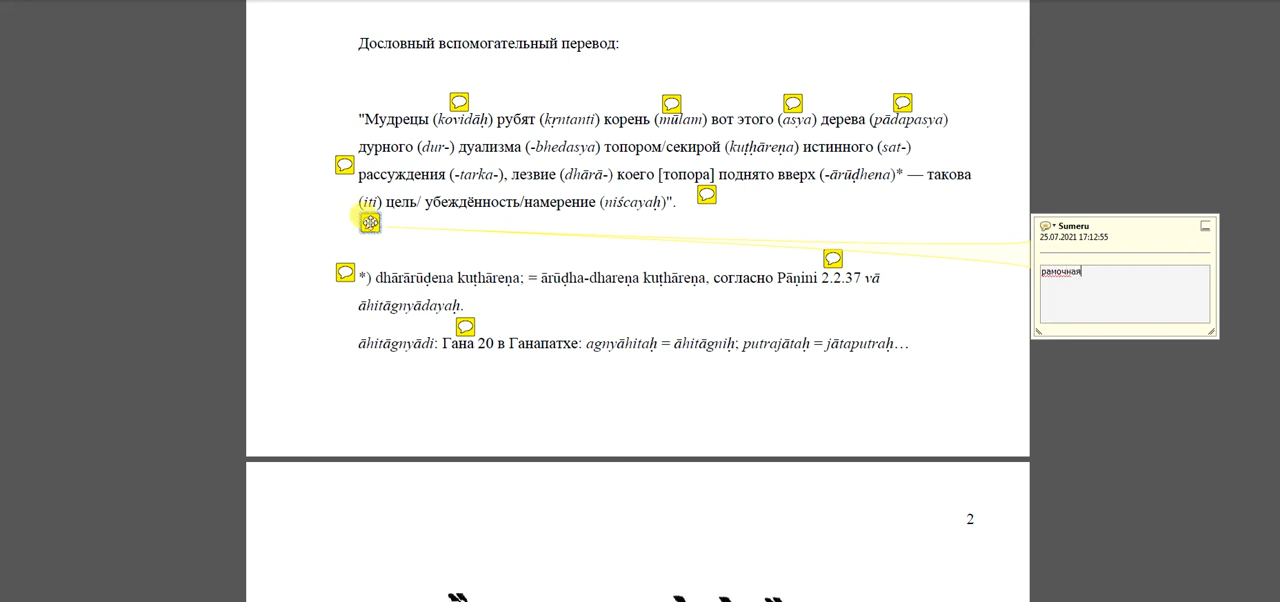 Дословный вспомогательный перевод:
"Мудрецы (kovidāḥ) рубят (kṛntanti) корень (mūlam) вот этого (asya) дерева (pādapasya)
дурного (dur-) дуализма (-bhedasya) топором/секирой (kuṭhāreṇa) истинного (sat-)
рассуждения (-tarka-), лезвие (dhārā-) коего [топора] поднято вверх (-ārūḍhena)* — такова
(iti) цель/ убеждённость/намерение (niścayaḥ)".
*) dhārārūḍena kuṭhāreṇa; = ārūḍha-dhareṇa kuṭhāreṇa, согласно Pāṇini 2.2.37 vā
āhitāgnyādayaḥ.
āhitāgnyādi: Гана 20 в Ганапатхе: agnyāhitaḥ = āhitāgniḥ; putrajātaḥ = jātaputraḥ…
2
Sumeru
25.07.2021 17:12:55
рамочная